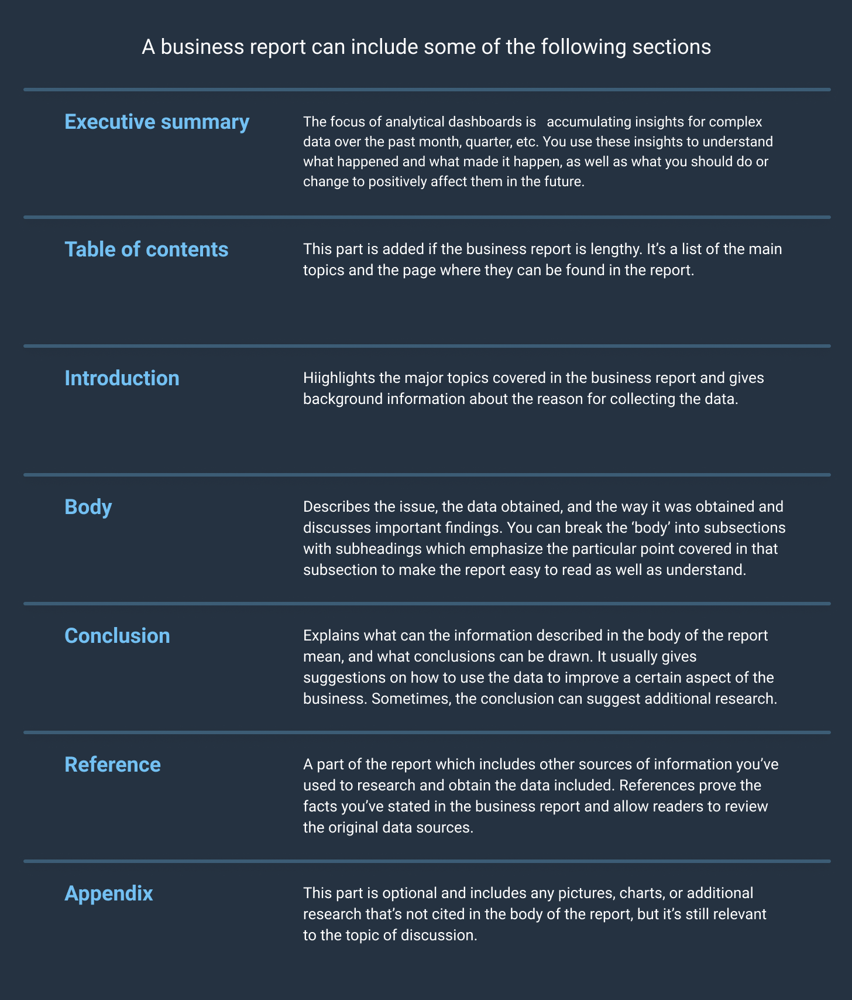 A business report can include some of the following sections
Executive summary
The focus of analytical dashboards is   accumulating insights for complex
data over the past month, quarter, etc. You use these insights to understand
what happened and what made it happen, as well as what you should do or
change to positively affect them in the future.
Table of contents
This part is added if the business report is lengthy. It’s a list of the main
topics and the page where they can be found in the report.
Introduction
Hiighlights the major topics covered in the business report and gives
background information about the reason for collecting the data.
Body
Describes the issue, the data obtained, and the way it was obtained and
discusses important findings. You can break the ‘body’ into subsections
with subheadings which emphasize the particular point covered in that
subsection to make the report easy to read as well as understand.
Conclusion
Explains what can the information described in the body of the report
mean, and what conclusions can be drawn. It usually gives
suggestions on how to use the data to improve a certain aspect of the
business. Sometimes, the conclusion can suggest additional research.
Reference
A part of the report which includes other sources of information you’ve
used to research and obtain the data included. References prove the
facts you’ve stated in the business report and allow readers to review
the original data sources.
Appendix
This part is optional and includes any pictures, charts, or additional
research that’s not cited in the body of the report, but it’s still relevant
to the topic of discussion.